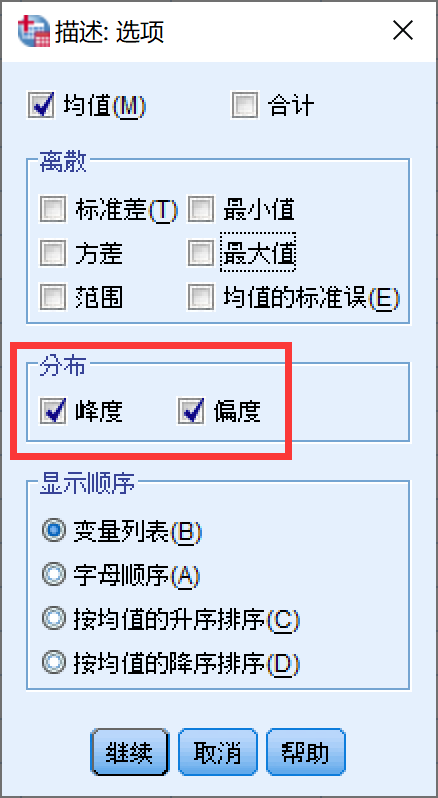 描述: 选项
均值(M) 合计
离散
标准差(T) 最小值
方差 最大值
范围 均值的标准误(E)
分布
峰度 偏度
显示顺序
变量列表(B)
字母顺序(A)
按均值的升序排序(C)
按均值的降序排序(D)
继续 取消 帮助